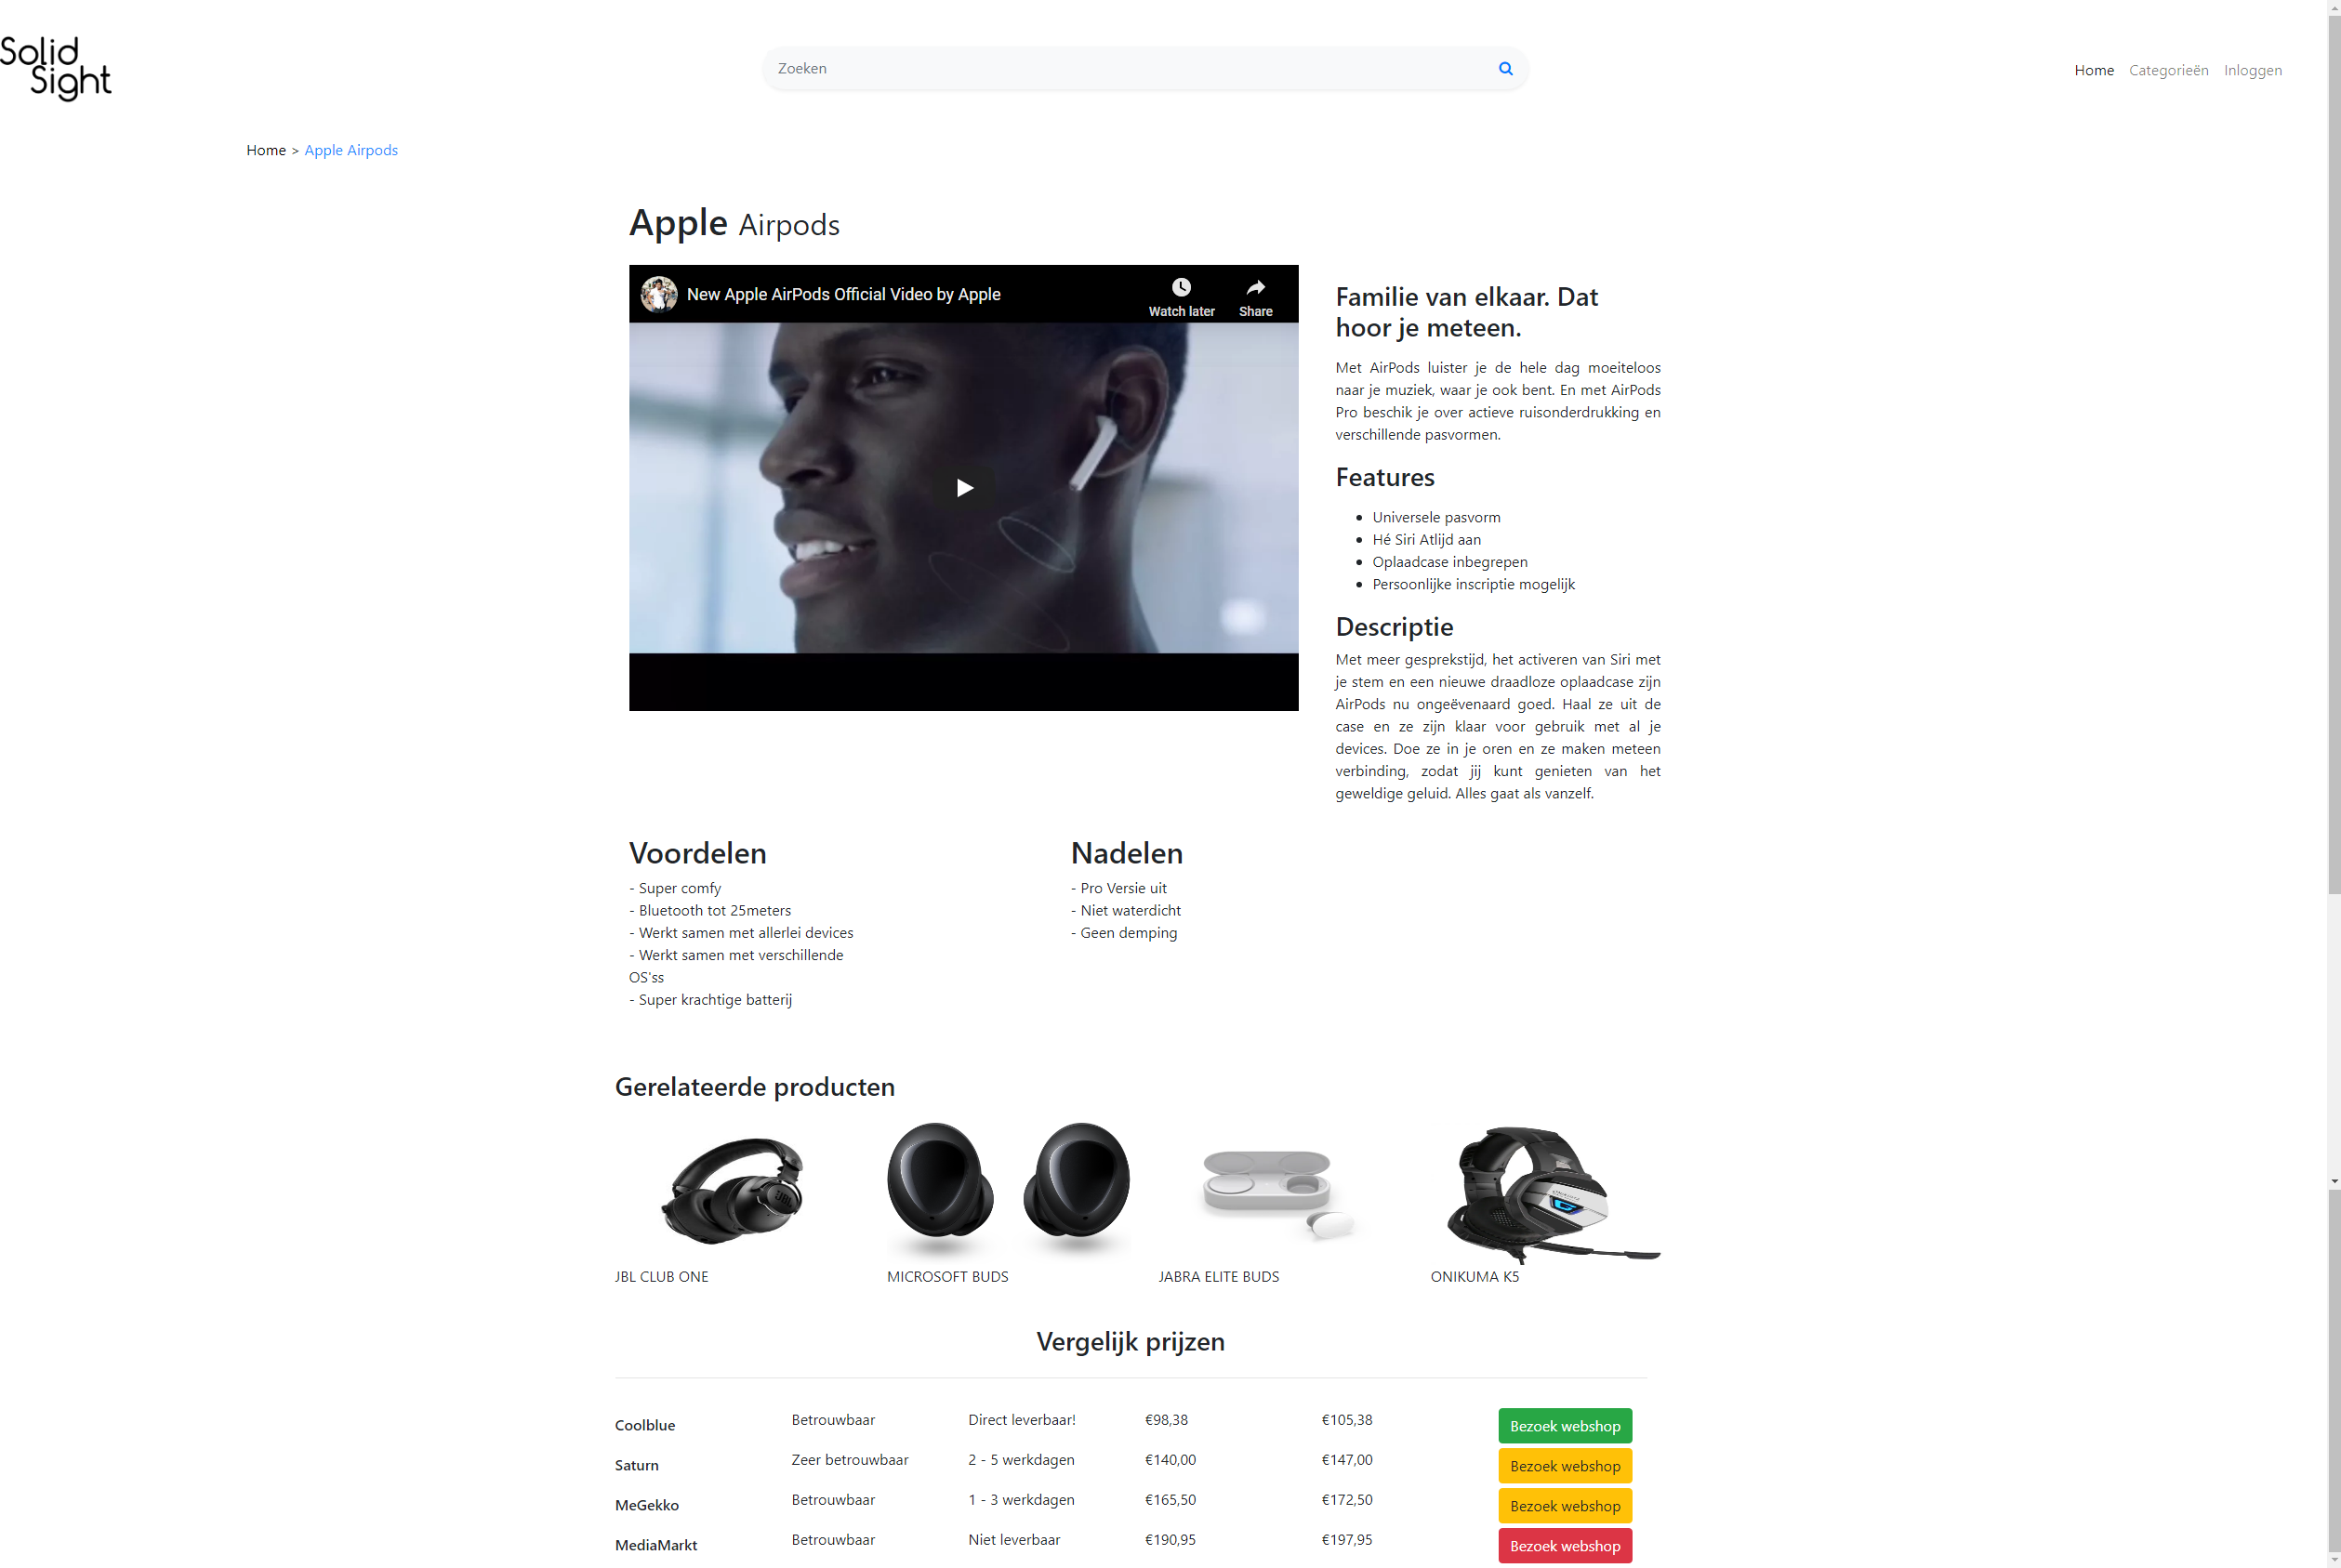 Solid
Sight
Zoeken
Home Categorieën Inloggen
Home > Apple Airpods
Apple Airpods
New Apple AirPods Official Video by Apple
Watch later
Share
Familie van elkaar. Dat
hoor je meteen.
Met AirPods luister je de hele dag moeiteloos
naar je muziek, waar je ook bent. En met AirPods
Pro beschik je over actieve ruisonderdrukking en
verschillende pasvormen.
Features
Universele pasvorm
Hé Siri Atlijd aan
Oplaadcase inbegrepen
Persoonlijke inscriptie mogelijk
Descriptie
Met meer gesprekstijd, het activeren van Siri met
je stem en een nieuwe draadloze oplaadcase zijn
AirPods nu ongeëvenaard goed. Haal ze uit de
case en ze zijn klaar voor gebruik met al je
devices. Doe ze in je oren en ze maken meteen
verbinding, zodat jij kunt genieten van het
geweldige geluid. Alles gaat als vanzelf.
Voordelen
- Super comfy
- Bluetooth tot 25meters
- Werkt samen met allerlei devices
- Werkt samen met verschillende
OS'ss
- Super krachtige batterij
Nadelen
- Pro Versie uit
- Niet waterdicht
- Geen demping
Gerelateerde producten
JBL
JBL CLUB ONE
MICROSOFT BUDS
JABRA ELITE BUDS
ONIKUMA K5
Vergelijk prijzen
Coolblue Betrouwbaar Direct leverbaar! €98,38 €105,38 Bezoek webshop
Saturn Zeer betrouwbaar 2 - 5 werkdagen €140,00 €147,00 Bezoek webshop
MeGekko Betrouwbaar 1 - 3 werkdagen €165,50 €172,50 Bezoek webshop
MediaMarkt Betrouwbaar Niet leverbaar €190,95 €197,95 Bezoek webshop